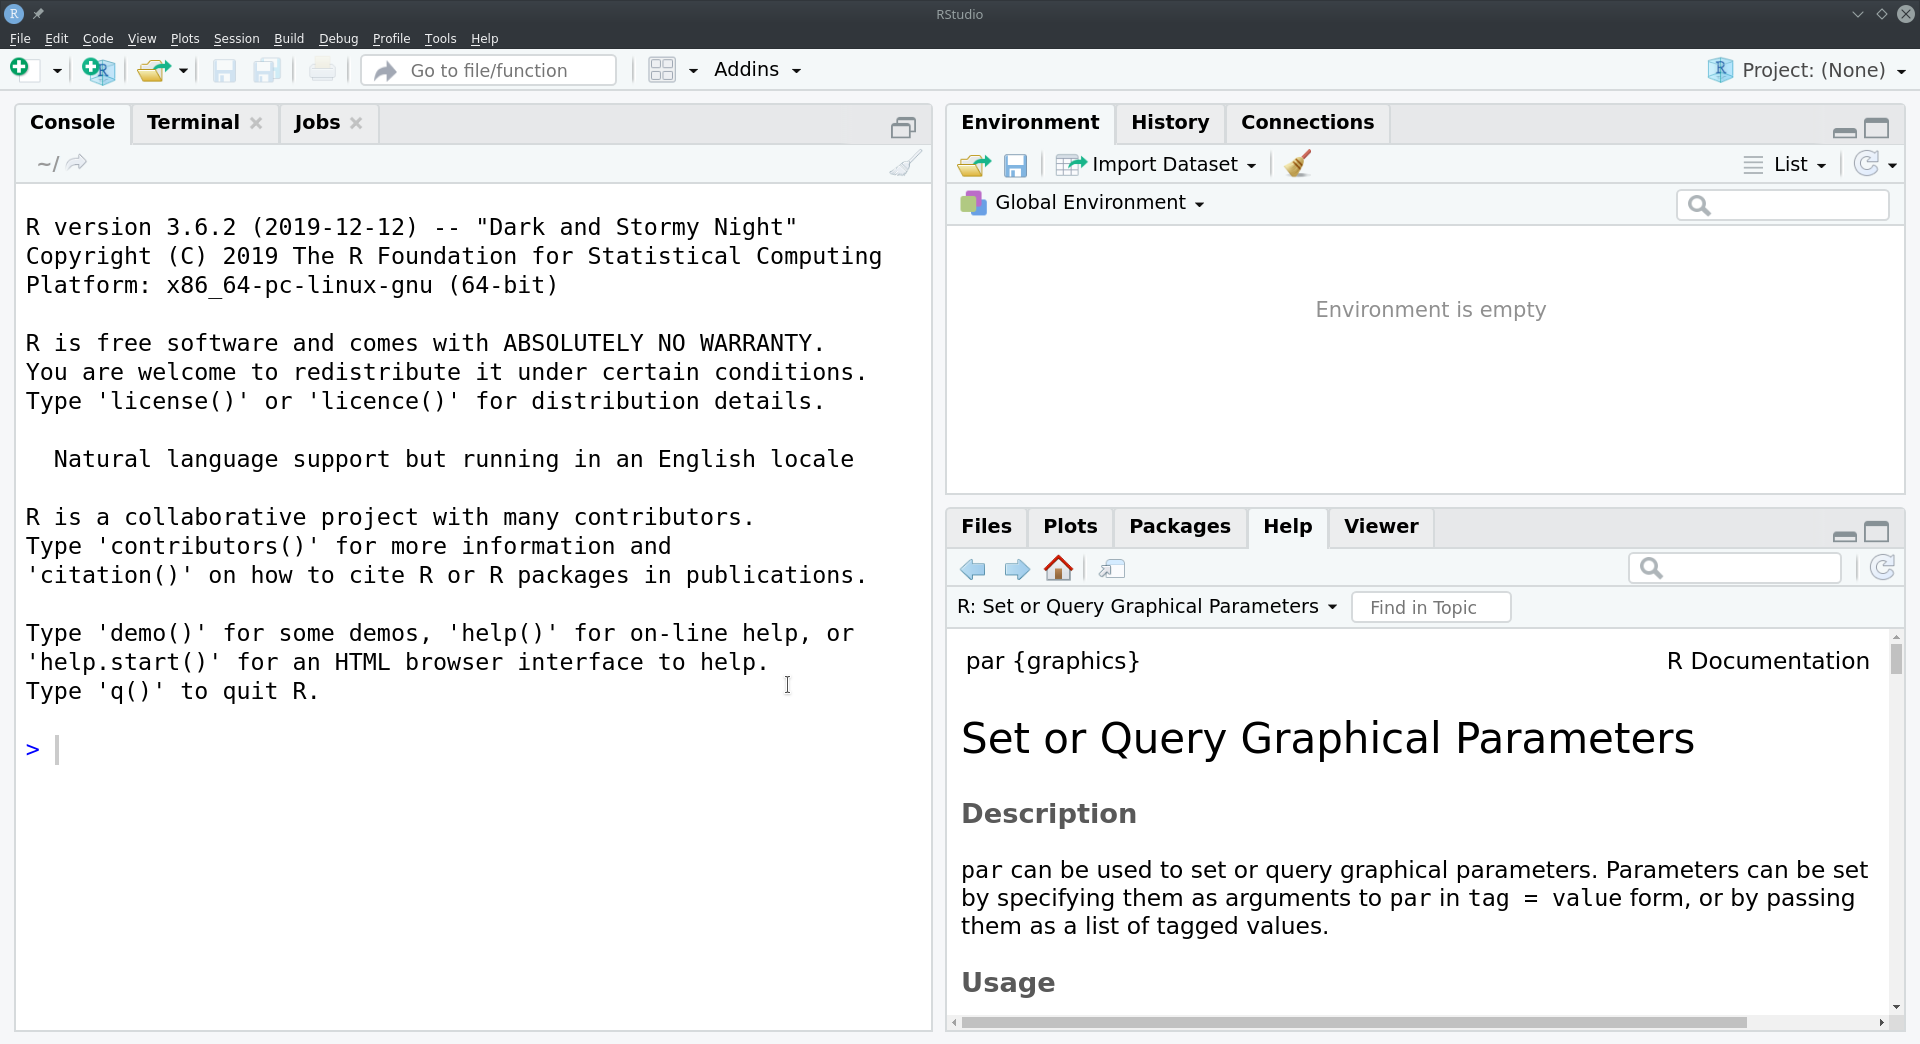 RStudio
File Edit Code View Plots Session Build Debug Profile Tools Help
Go to file/function Addins Project: (None)
Console Terminal Jobs
~/
R version 3.6.2 (2019-12-12) -- "Dark and Stormy Night"
Copyright (C) 2019 The R Foundation for Statistical Computing
Platform: x86_64-pc-linux-gnu (64-bit)
R is free software and comes with ABSOLUTELY NO WARRANTY.
You are welcome to redistribute it under certain conditions.
Type 'license()' or 'licence()' for distribution details.
Natural language support but running in an English locale
R is a collaborative project with many contributors.
Type 'contributors()' for more information and
'citation()' on how to cite R or R packages in publications.
Type 'demo()' for some demos, 'help()' for on-line help, or
'help.start()' for an HTML browser interface to help.
Type 'q()' to quit R.
>
Environment History Connections
Import Dataset List
Global Environment
Environment is empty
Files Plots Packages Help Viewer
R: Set or Query Graphical Parameters Find in Topic
par {graphics} R Documentation
Set or Query Graphical Parameters
Description
par can be used to set or query graphical parameters. Parameters can be set
by specifying them as arguments to par in tag = value form, or by passing
them as a list of tagged values.
Usage